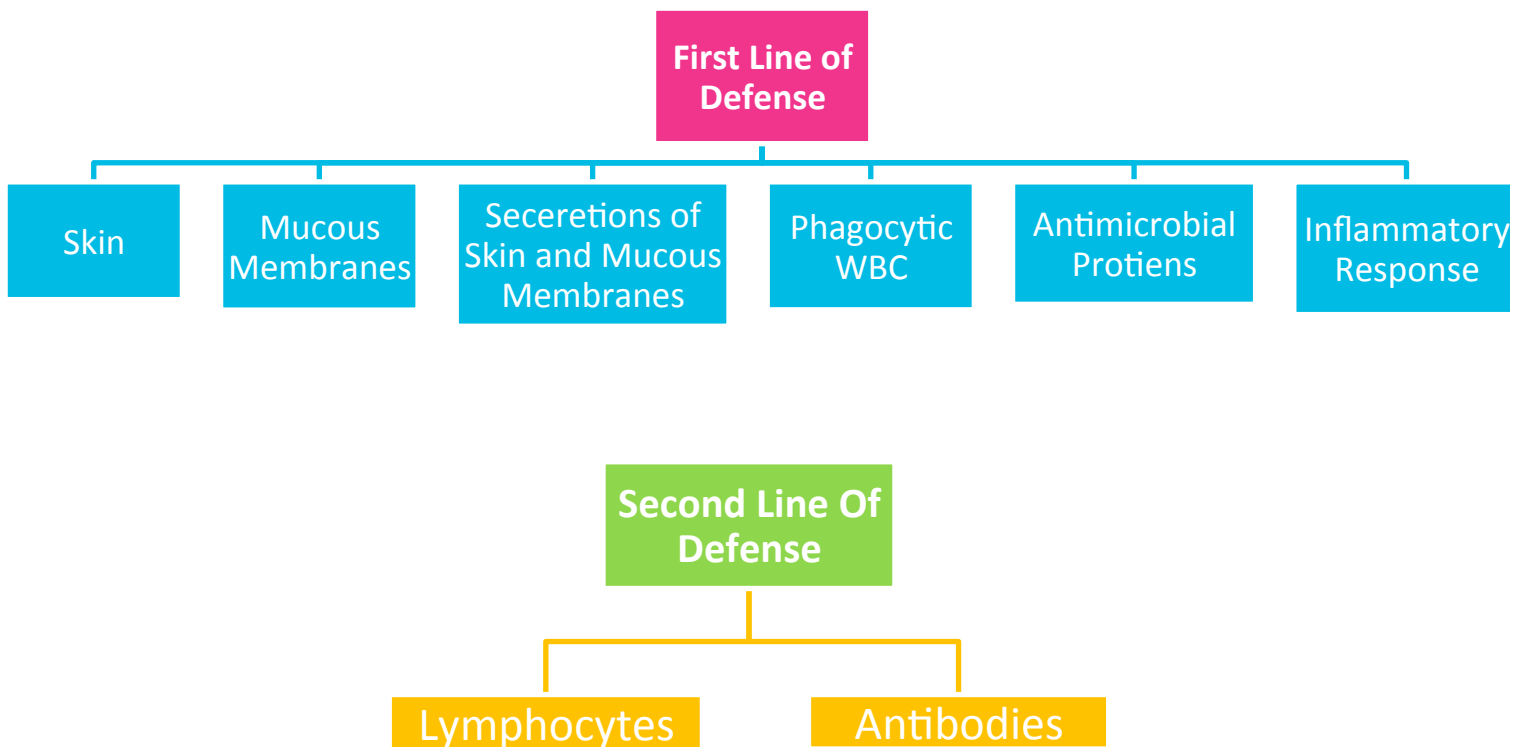 First Line of
Defense
Skin
Mucous
Membranes
Seceretions of
Skin and Mucous
Membranes
Phagocytic
WBC
Antimicrobial
Protiens
Inflammatory
Response
Second Line Of
Defense
Lymphocytes
Antibodies